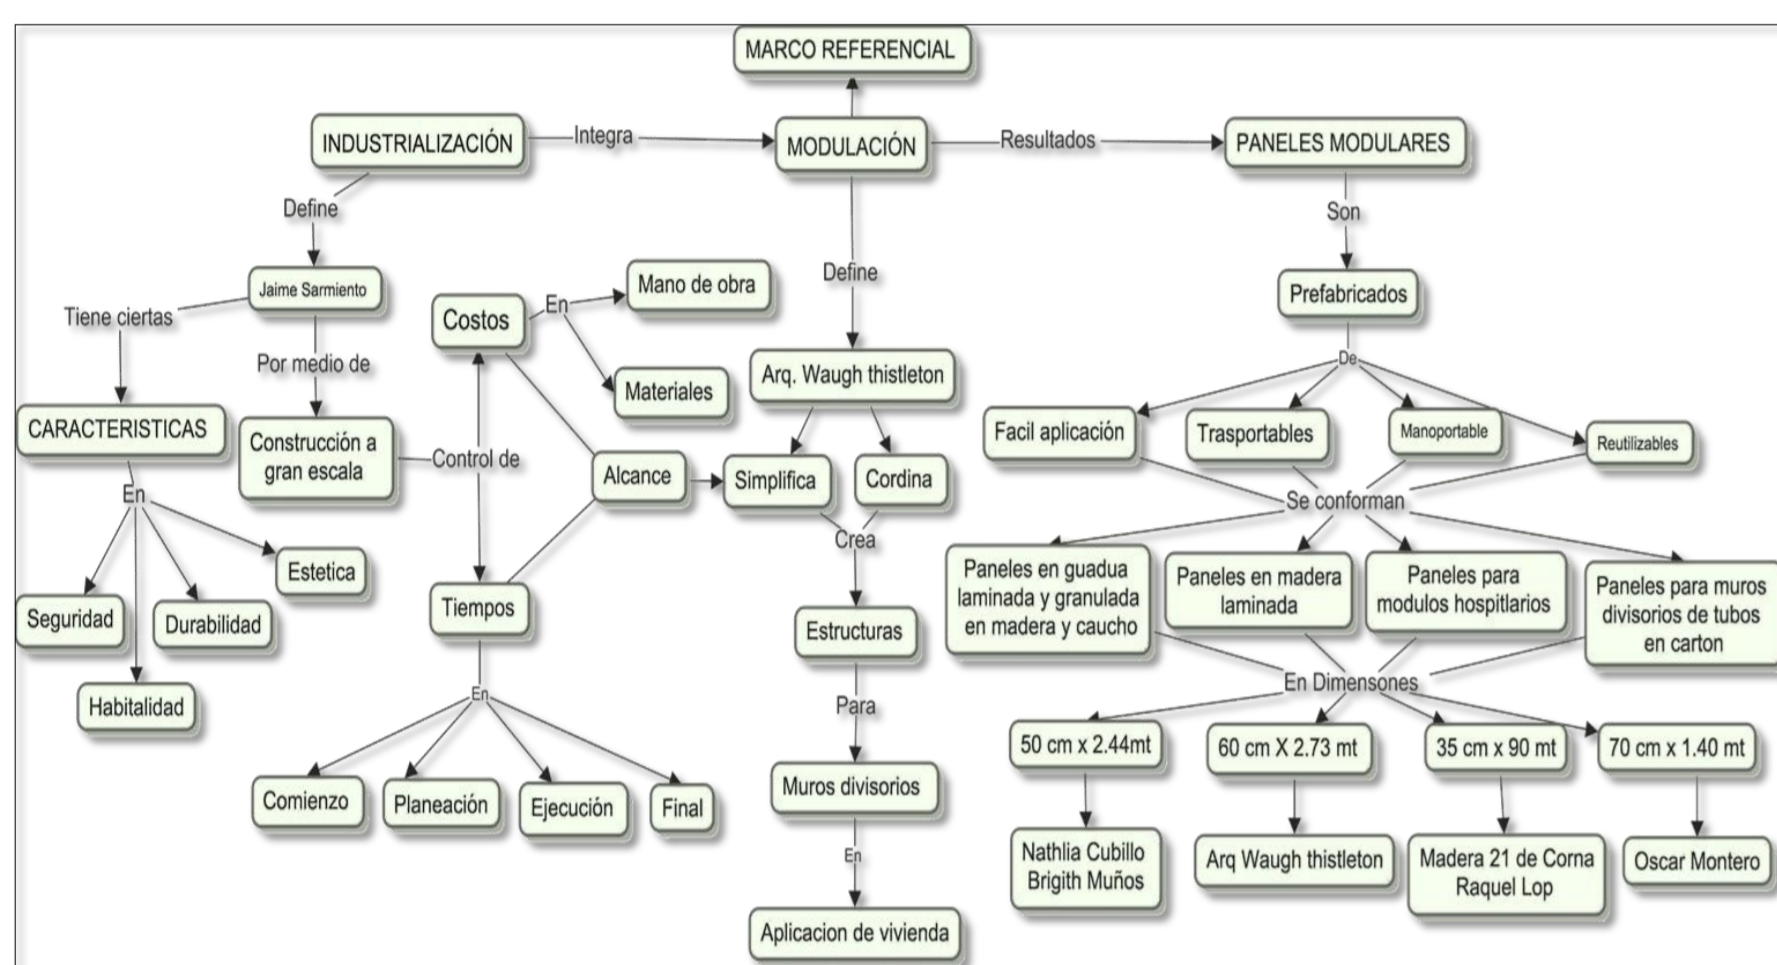 MARCO REFERENCIAL
INDUSTRIALIZACIÓN
Integra
MODULACIÓN
Resultados
PANELES MODULARES
Define
Jaime Sarmiento
Tiene ciertas
CARACTERISTICAS
En
Seguridad
Habitalidad
Durabilidad
Estetica
Por medio de
Construcción a
gran escala
Control de
Costos
En
Mano de obra
Materiales
Alcance
Tiempos
En
Comienzo
Planeación
Ejecución
Final
Define
Arq. Waugh thistleton
Simplifica
Cordina
Crea
Estructuras
Para
Muros divisorios
En
Aplicacion de vivienda
Son
Prefabricados
De
Facil aplicación
Trasportables
Manoportable
Reutilizables
Se conforman
Paneles en guadua
laminada y granulada
en madera y caucho
Paneles en madera
laminada
Paneles para
modulos hospitlarios
Paneles para muros
divisorios de tubos
en carton
En Dimensones
50 cm x 2.44mt
60 cm X 2.73 mt
35 cm x 90 mt
70 cm x 1.40 mt
Nathlia Cubillo
Brigith Muños
Arq Waugh thistleton
Madera 21 de Corna
Raquel Lop
Oscar Montero